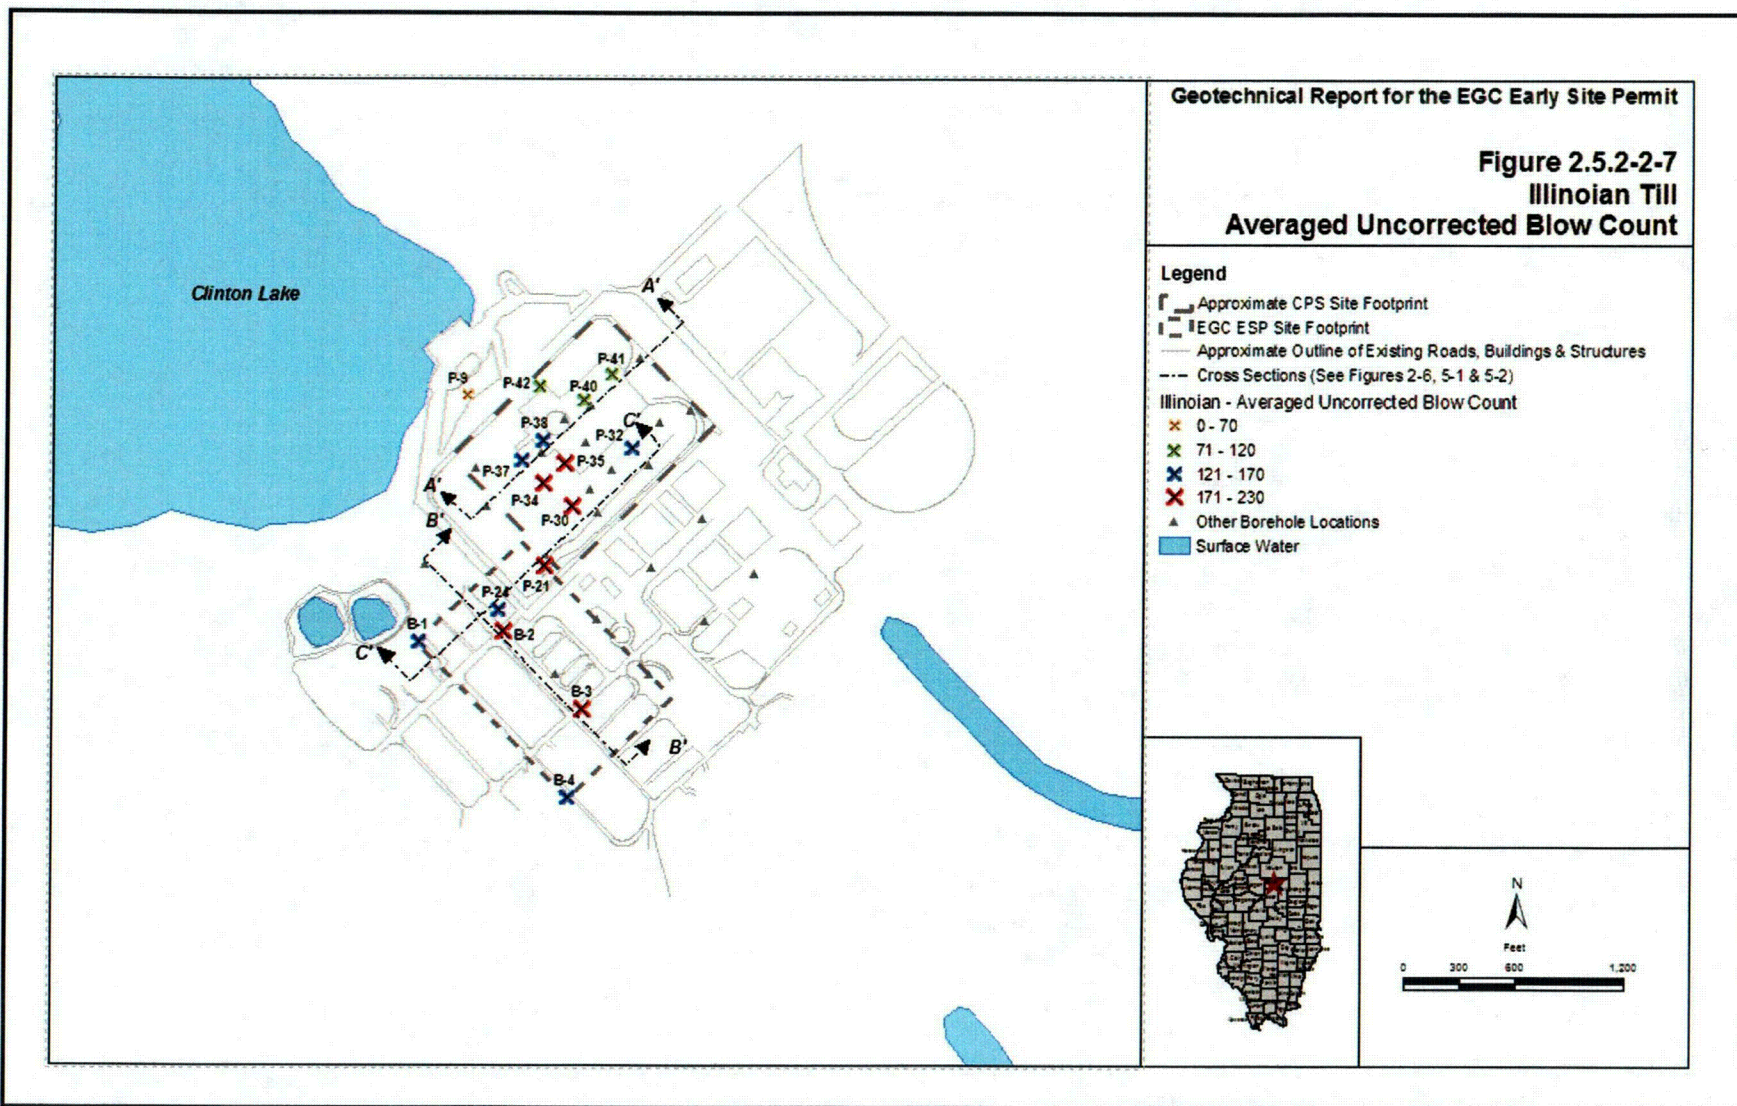 Geotechnical Report for the EGC Early Site Permit
Figure 2.5.2-2-7
Illinoian Till
Averaged Uncorrected Blow Count
Legend
Approximate CPS Site Footprint
EGC ESP Site Footprint
Approximate Outline of Existing Roads, Buildings & Structures
Cross Sections (See Figures 2-6, 5-1 & 5-2)
Illinoian - Averaged Uncorrected Blow Count
0 - 70
71 - 120
121 - 170
171 - 230
Other Borehole Locations
Surface Water
Clinton Lake
A'
P-41
P-9
P-42
P-40
P-38
C'
P-32
P-37
P-35
A'
P-34
B'
P-30
P-21
P-24
B-1
B-2
C'
B-3
B'
B-4
N
Feet
0 300 600 1,200